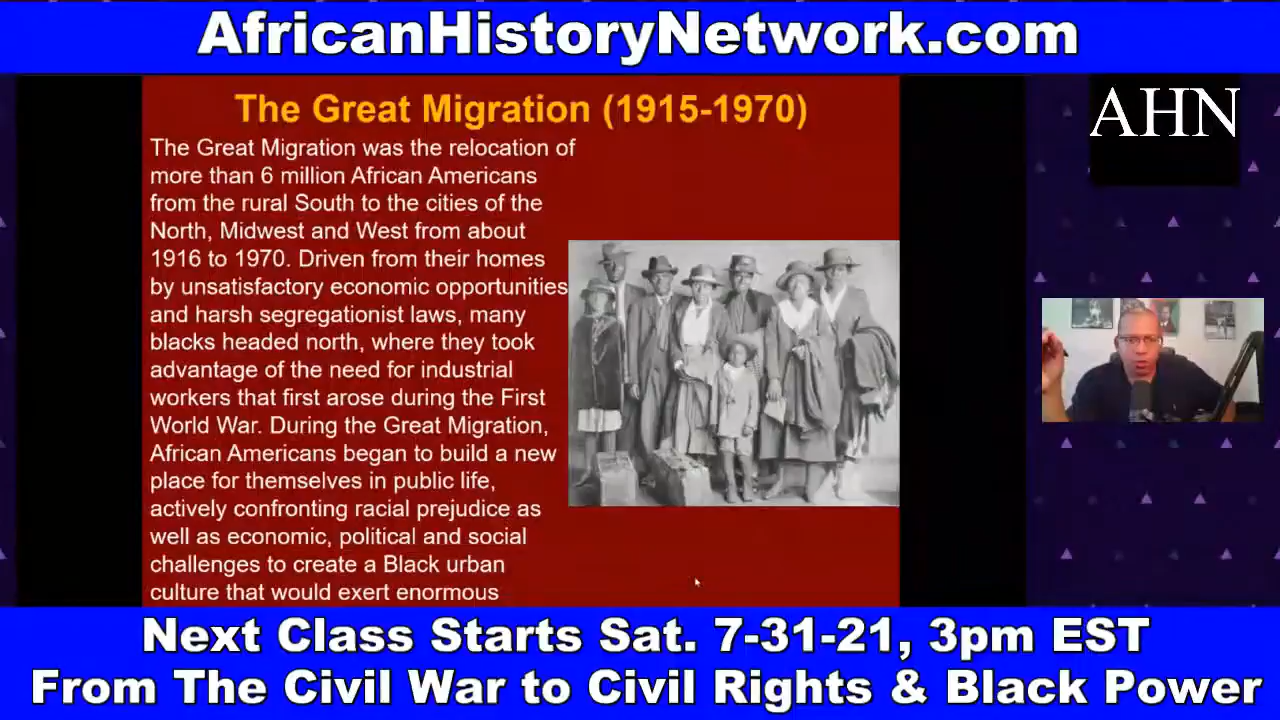 AfricanHistoryNetwork.com
AHN
The Great Migration (1915-1970)
The Great Migration was the relocation of
more than 6 million African Americans
from the rural South to the cities of the
North, Midwest and West from about
1916 to 1970. Driven from their homes
by unsatisfactory economic opportunities
and harsh segregationist laws, many
blacks headed north, where they took
advantage of the need for industrial
workers that first arose during the First
World War. During the Great Migration,
African Americans began to build a new
place for themselves in public life,
actively confronting racial prejudice as
well as economic, political and social
challenges to create a Black urban
culture that would exert enormous
Next Class Starts Sat. 7-31-21, 3pm EST
From The Civil War to Civil Rights & Black Power